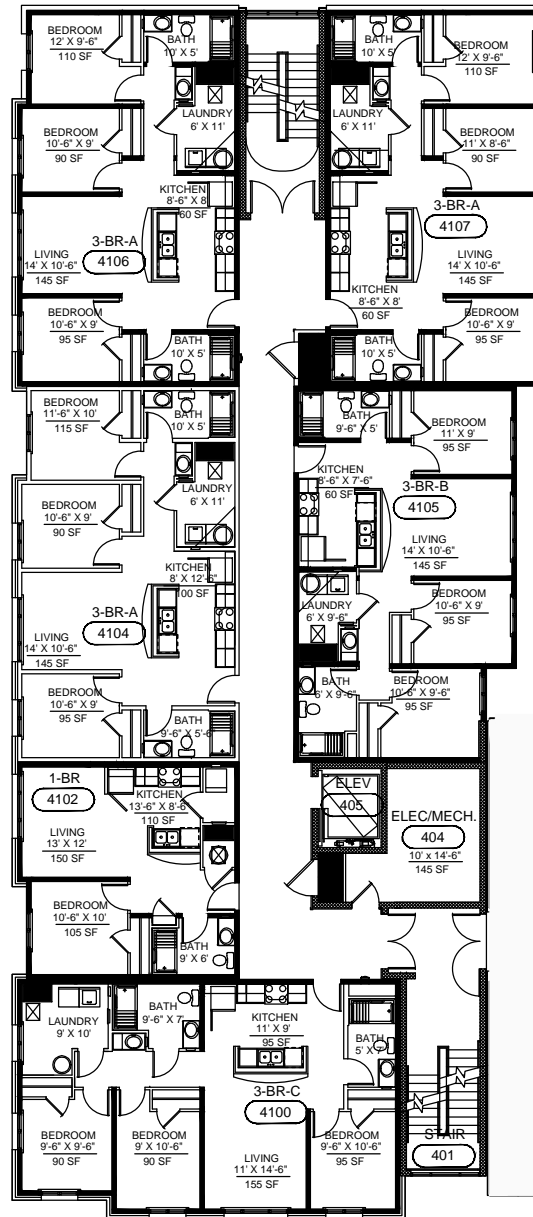 BEDROOM
12' X 9'-6"
110 SF
BATH
10' X 5'
LAUNDRY
6' X 11'
BEDROOM
10'-6" X 9'
90 SF
KITCHEN
8'-6" X 8'
60 SF
3-BR-A
4106
LIVING
14' X 10'-6"
145 SF
BEDROOM
10'-6" X 9'
95 SF
BATH
10' X 5'
BATH
10' X 5'
BEDROOM
12' X 9'-6"
110 SF
LAUNDRY
6' X 11'
BEDROOM
11' X 8'-6"
90 SF
3-BR-A
4107
LIVING
14' X 10'-6"
145 SF
KITCHEN
8'-6" X 8'
60 SF
BEDROOM
10'-6" X 9'
95 SF
BATH
10' X 5'
BEDROOM
11'-6" X 10'
115 SF
BATH
10' X 5'
LAUNDRY
6' X 11'
BEDROOM
10'-6" X 9'
90 SF
KITCHEN
8' X 12'-6"
100 SF
3-BR-A
4104
LIVING
14' X 10'-6"
145 SF
BEDROOM
10'-6" X 9'
95 SF
BATH
9'-6" X 5'-6"
BATH
9'-6" X 5'
BEDROOM
11' X 9'
95 SF
KITCHEN
8'-6" X 7'-6"
60 SF
3-BR-B
4105
LIVING
14' X 10'-6"
145 SF
LAUNDRY
6' X 9'-6"
BEDROOM
10'-6" X 9'
95 SF
BATH
6' X 9'-6"
BEDROOM
10'-6" X 9'-6"
95 SF
1-BR
4102
KITCHEN
13'-6" X 8'-6"
110 SF
LIVING
13' X 12'
150 SF
BEDROOM
10'-6" X 10'
105 SF
BATH
9' X 6'
ELEV
405
ELEC/MECH.
404
10' x 14'-6"
145 SF
LAUNDRY
9' X 10'
BATH
9'-6" X 7'
KITCHEN
11' X 9'
95 SF
BATH
5' X 7'
3-BR-C
4100
BEDROOM
9'-6" X 9'-6"
90 SF
BEDROOM
9' X 10'-6"
90 SF
LIVING
11' X 14'-6"
155 SF
BEDROOM
9'-6" X 10'-6"
95 SF
STAIR
401